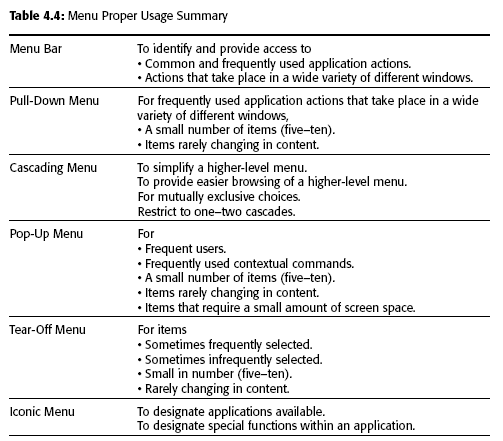 Table 4.4: Menu Proper Usage Summary
Menu Bar To identify and provide access to
• Common and frequently used application actions.
• Actions that take place in a wide variety of different windows.
Pull-Down Menu For frequently used application actions that take place in a wide
variety of different windows,
• A small number of items (five–ten).
• Items rarely changing in content.
Cascading Menu To simplify a higher-level menu.
To provide easier browsing of a higher-level menu.
For mutually exclusive choices.
Restrict to one–two cascades.
Pop-Up Menu For
• Frequent users.
• Frequently used contextual commands.
• A small number of items (five–ten).
• Items rarely changing in content.
• Items that require a small amount of screen space.
Tear-Off Menu For items
• Sometimes frequently selected.
• Sometimes infrequently selected.
• Small in number (five–ten).
• Rarely changing in content.
Iconic Menu To designate applications available.
To designate special functions within an application.